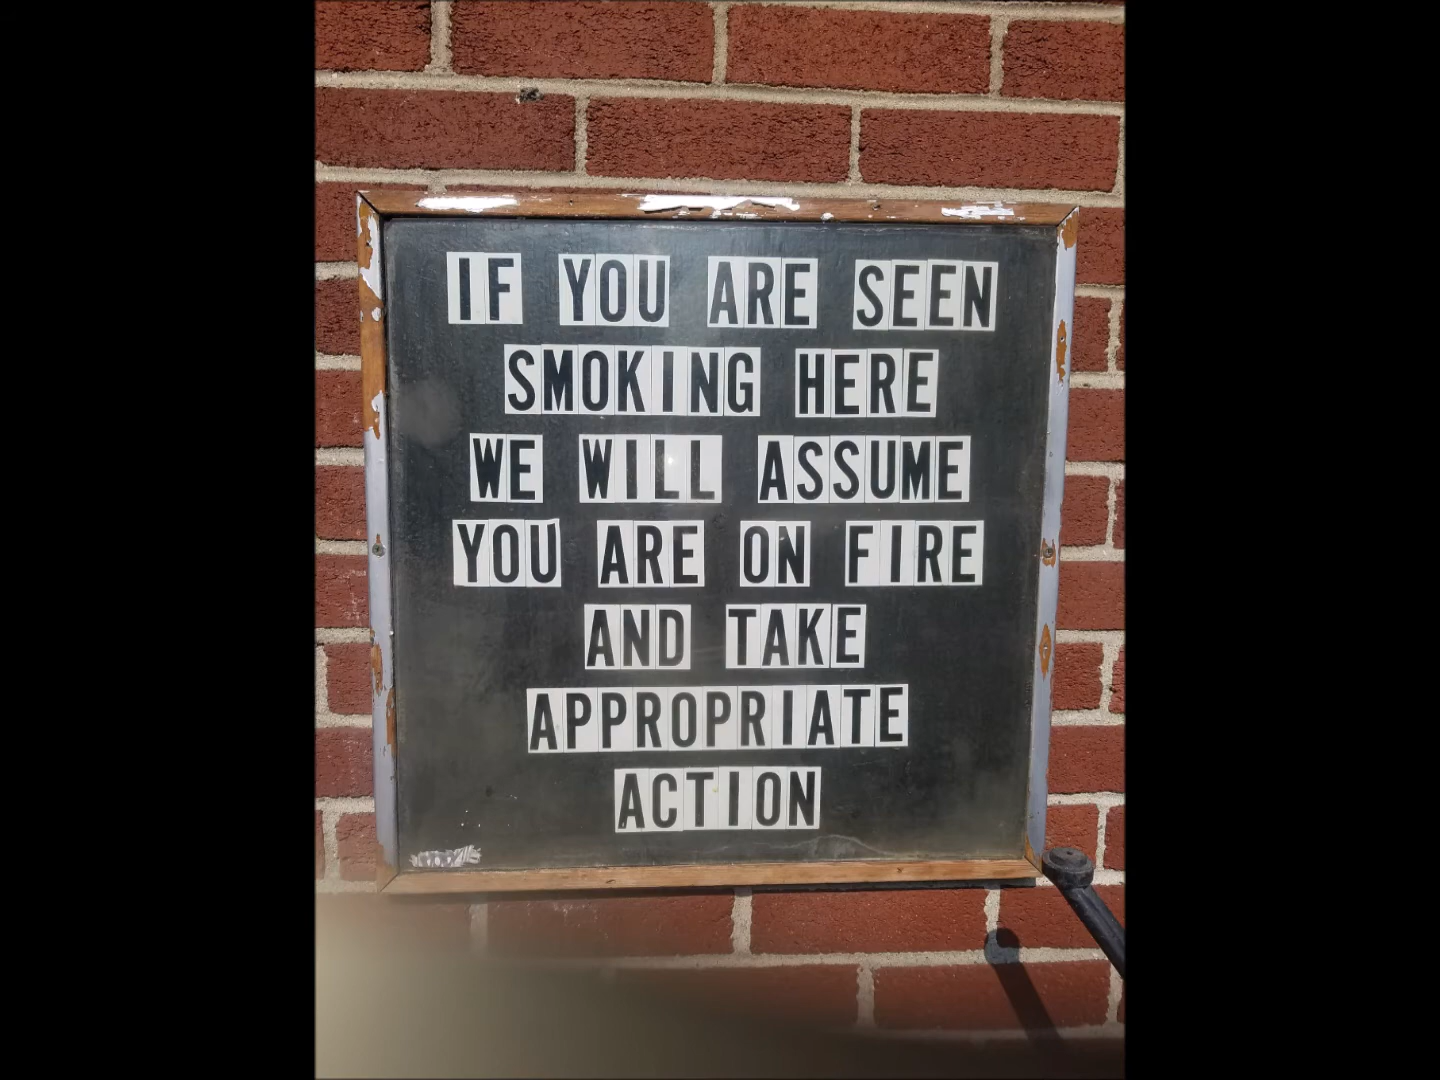 IF YOU ARE SEEN
SMOKING HERE
WE WILL ASSUME
YOU ARE ON FIRE
AND TAKE
APPROPRIATE
ACTION